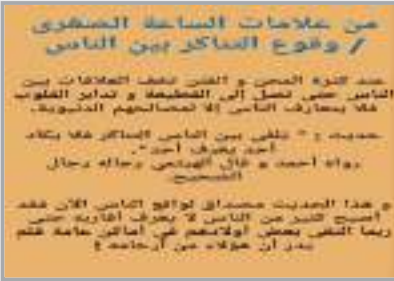 من علامات الساعة الصغرى
/ وقوع التناكر بين الناس
عند كثرة المحن و الفتن تخف العلاقات بين
الناس حتى تصل إلى القطيعة و تدابر القلوب
فلا يتعارف الناس إلا لمصالحهم الدنيوية.
حديث : " تلقى بين الناس التناكر فلا يكاد
أحد يعرف أحد".
رواه أحمد و قال الهيثمي رجاله رجال
الصحيح.
و هذا الحديث مصداق لواقع الناس الآن فقد
أصبح كثير من الناس لا يعرف أقاربه حتى
ربما التقى بعض أولادهم في أماكن عامة فلم
يدر أن هؤلاء من أرحامه